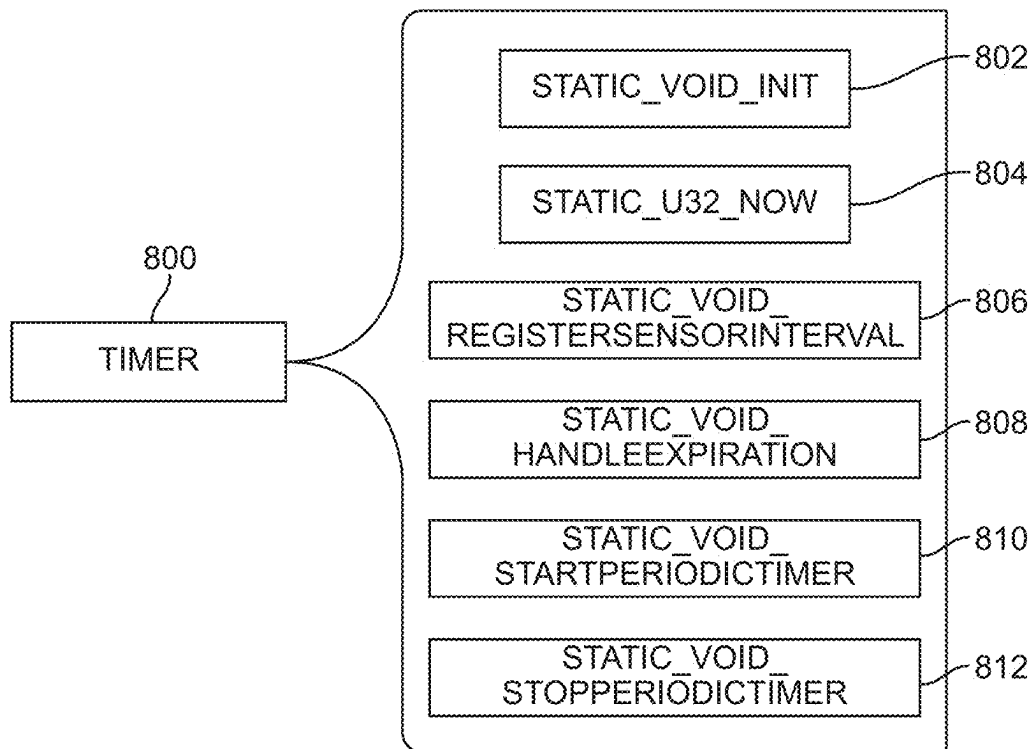 802
STATIC_VOID_INIT
804
STATIC_U32_NOW
800
TIMER
806
STATIC_VOID_
REGISTERSENSORINTERVAL
808
STATIC_VOID_
HANDLEEXPIRATION
810
STATIC_VOID_
STARTPERIODICTIMER
812
STATIC_VOID_
STOPPERIODICTIMER